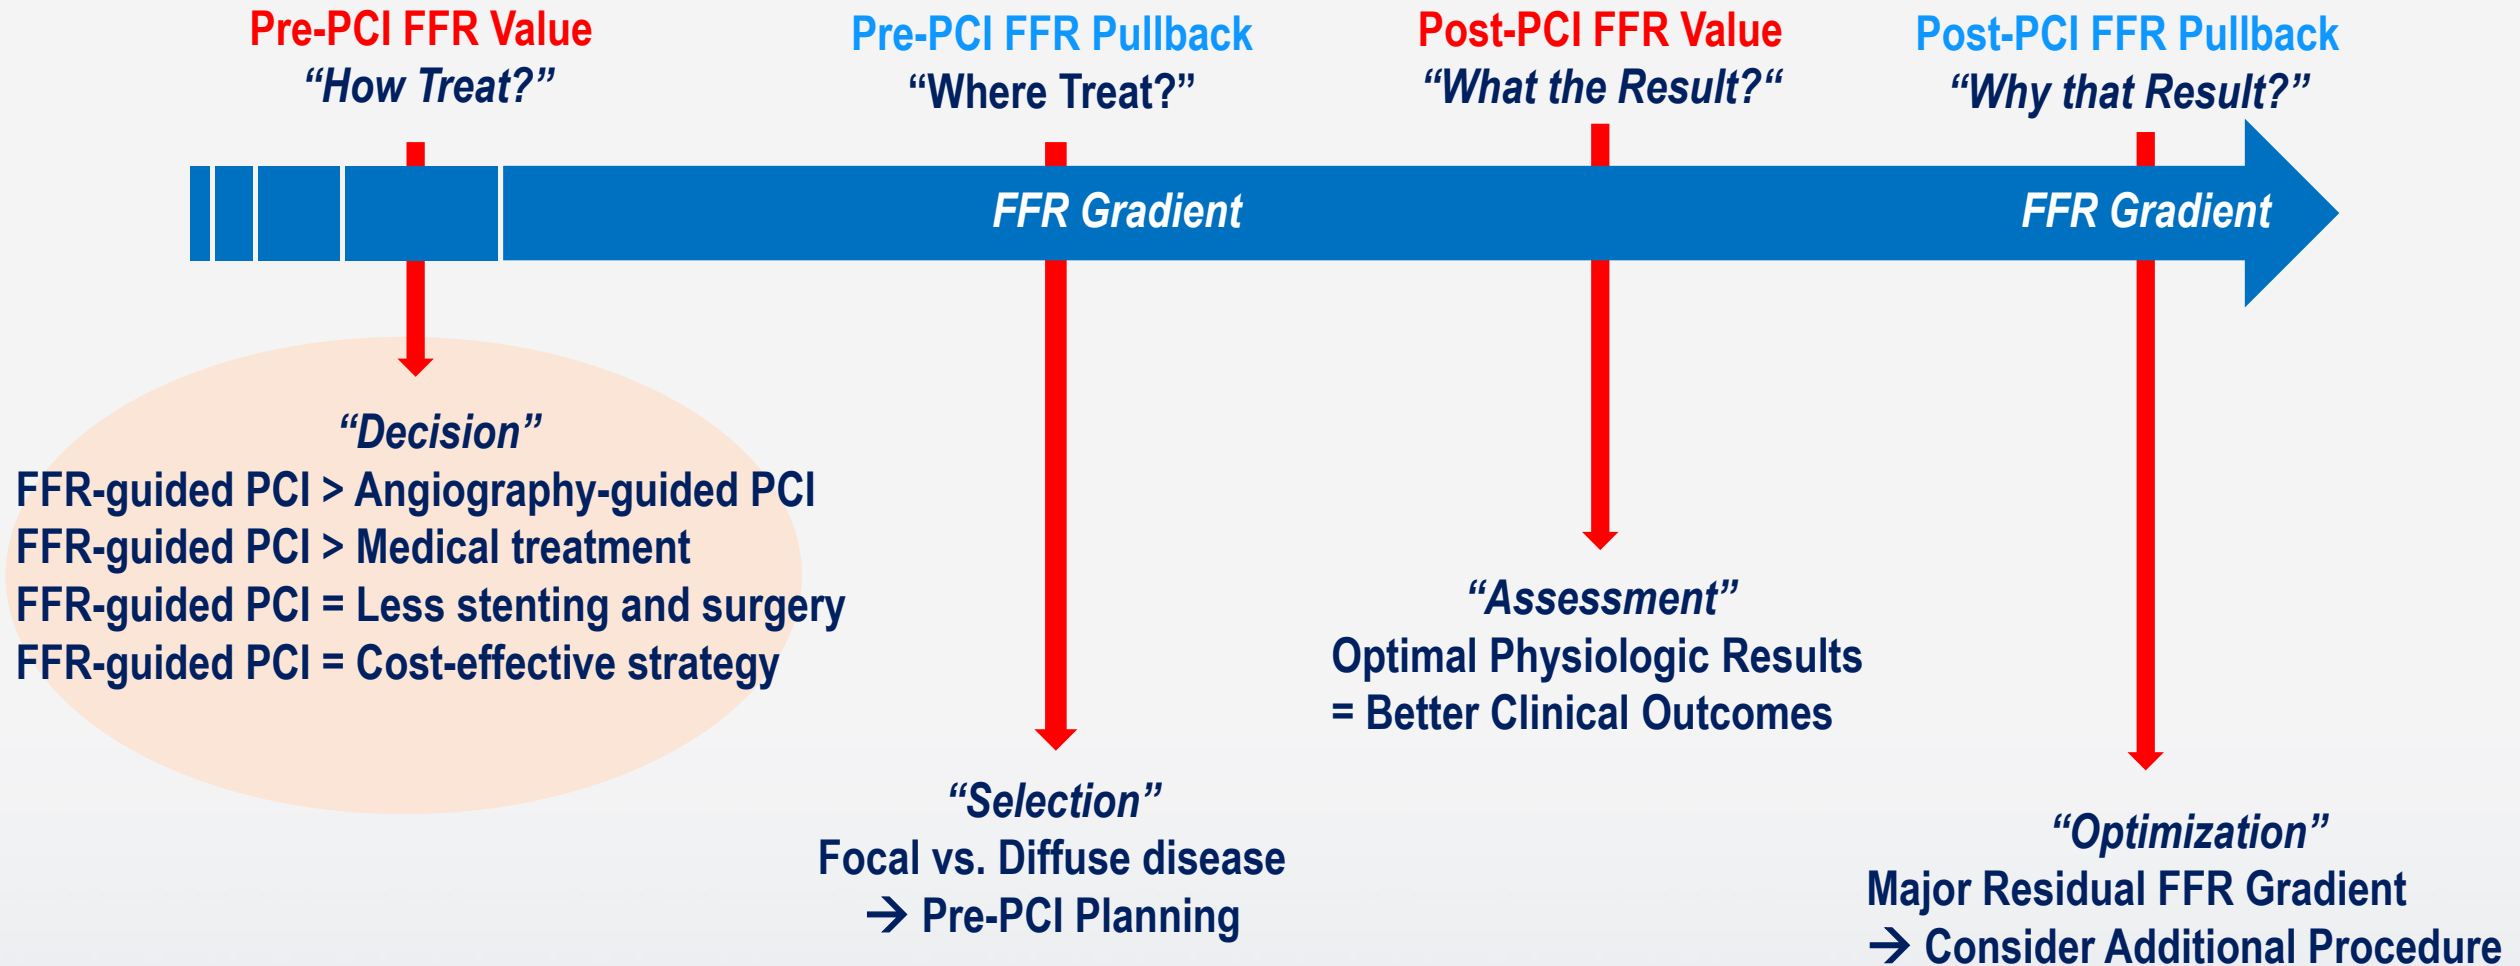 Pre-PCI FFR Value
“How Treat?”
Pre-PCI FFR Pullback
“Where Treat?”
Post-PCI FFR Value
“What the Result?“
Post-PCI FFR Pullback
“Why that Result?”
FFR Gradient
FFR Gradient
“Decision”
FFR-guided PCI > Angiography-guided PCI
FFR-guided PCI > Medical treatment
FFR-guided PCI = Less stenting and surgery
FFR-guided PCI = Cost-effective strategy
“Selection”
Focal vs. Diffuse disease
→ Pre-PCI Planning
“Assessment”
Optimal Physiologic Results
= Better Clinical Outcomes
“Optimization”
Major Residual FFR Gradient
→ Consider Additional Procedure